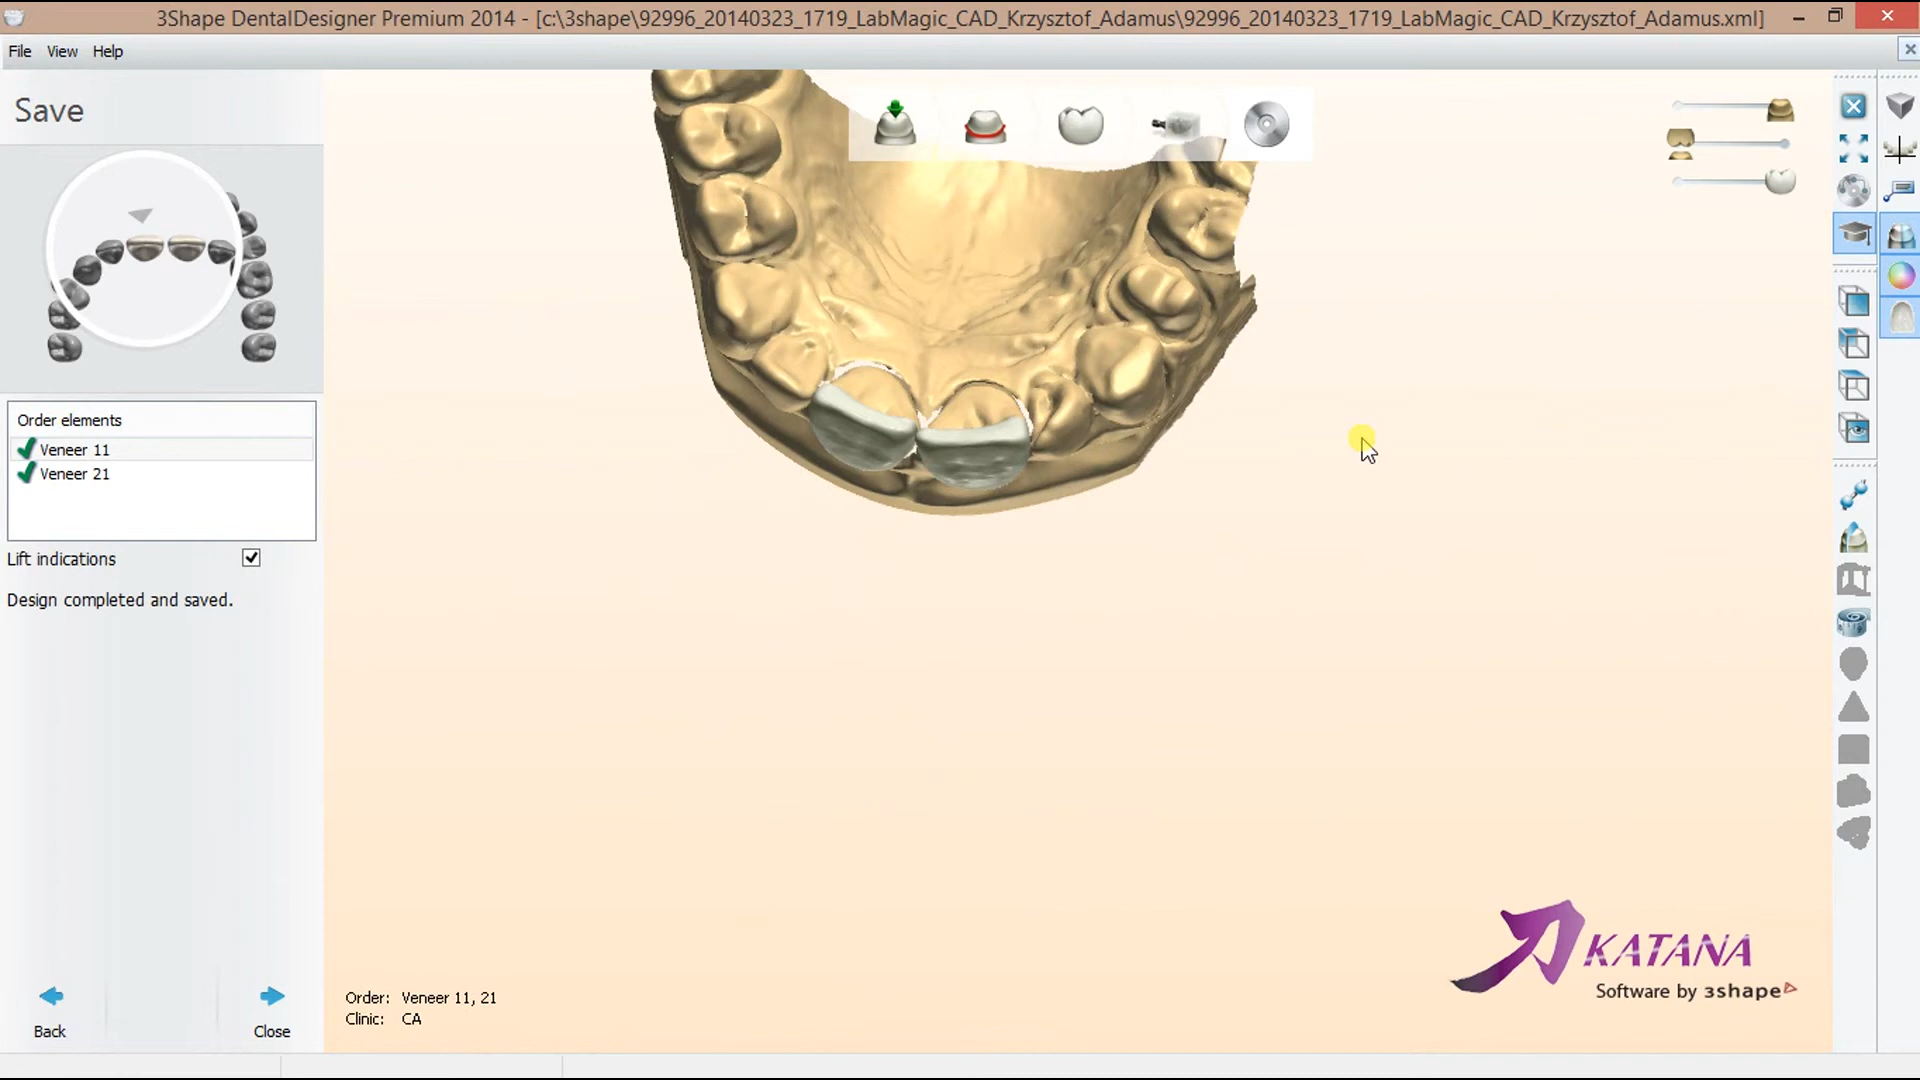 3Shape DentalDesigner Premium 2014 - [c:\3shape\92996_20140323_1719_LabMagic_CAD_Krzysztof_Adamus\92996_20140323_1719_LabMagic_CAD_Krzysztof_Adamus.xml]
File View Help
Save
Order elements
Veneer 11
Veneer 21
Lift indications
Design completed and saved.
Back
Close
Order: Veneer 11, 21
Clinic: CA
刀 KATANA
Software by 3shape